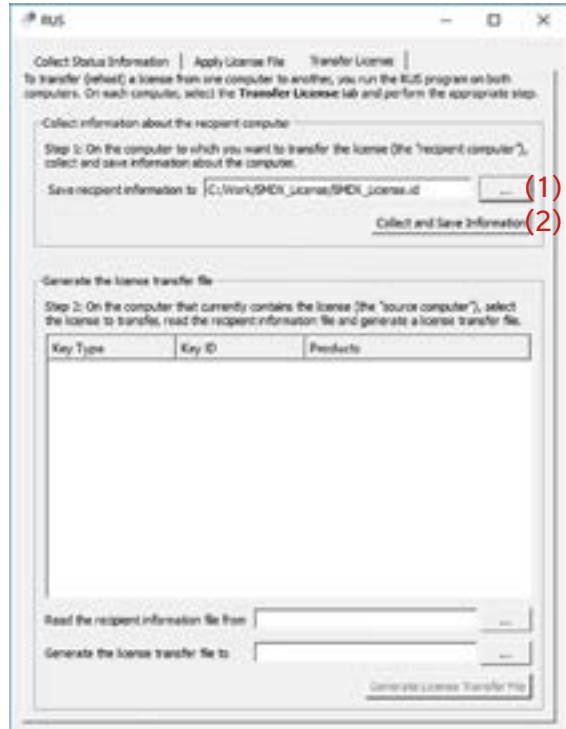 RUS
Collect Status Information Apply License File Transfer License
To transfer (rehost) a license from one computer to another, you run the RUS program on both
computers. On each computer, select the Transfer License tab and perform the appropriate step.
Collect information about the recipient computer
Step 1: On the computer to which you want to transfer the license (the "recipient computer"),
collect and save information about the computer.
Save recipient information to C:/Work/SMDX_License/SMDX_License.id ... (1)
Collect and Save Information (2)
Generate the license transfer file
Step 2: On the computer that currently contains the license (the "source computer"), select
the license to transfer, read the recipient information file and generate a license transfer file.
Key Type Key ID Products
Read the recipient information file from ...
Generate the license transfer file to ...
Generate License Transfer File